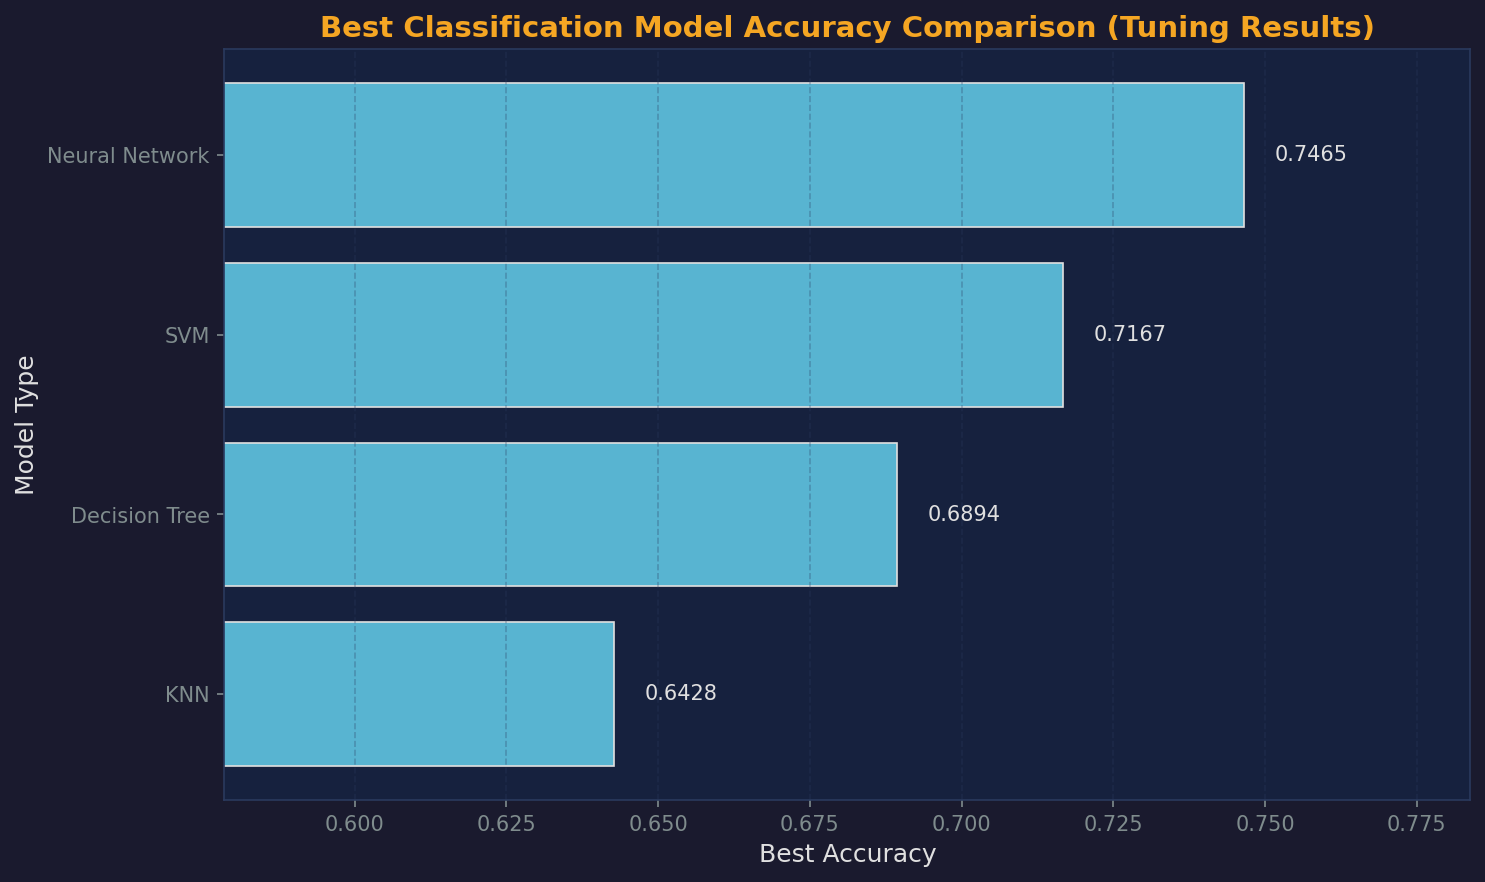 Best Classification Model Accuracy Comparison (Tuning Results)
Neural Network
0.7465
SVM
0.7167
Decision Tree
0.6894
KNN
0.6428
Model Type
0.600 0.625 0.650 0.675 0.700 0.725 0.750 0.775
Best Accuracy